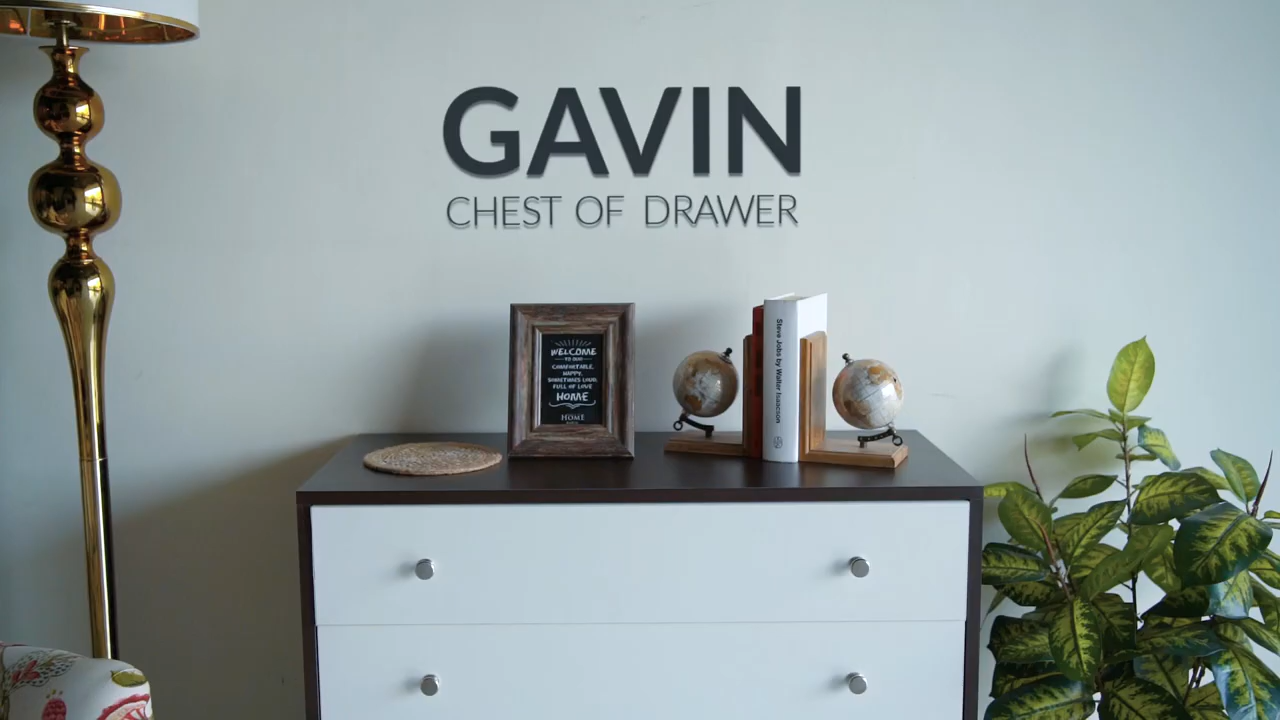 GAVIN
CHEST OF DRAWER
WELCOME
TO OUR
COMFORTABLE,
HAPPY,
SOMETIMES LOUD,
FULL OF LOVE
HOME
HOME
Steve Jobs by Walter Isaacson